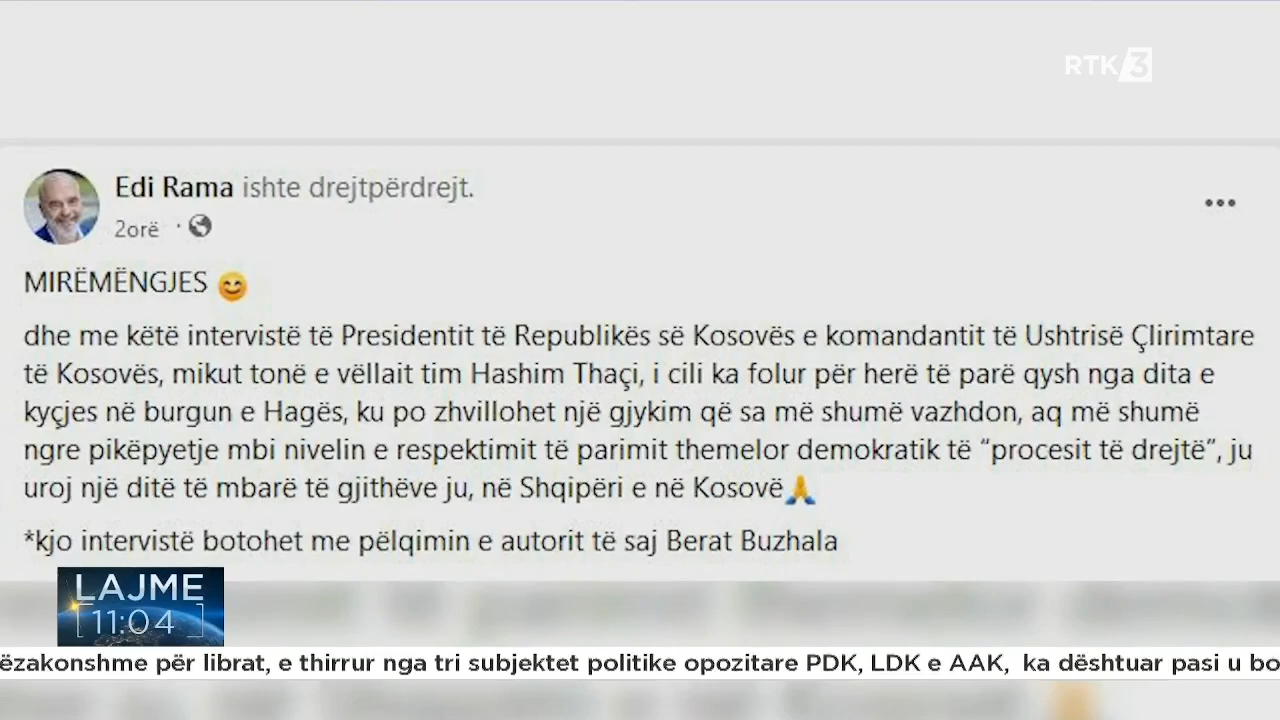 RTK 3
Edi Rama ishte drejtpërdrejt.
2orë ·
MIRËMËNGJES 😊
dhe me këtë intervistë të Presidentit të Republikës së Kosovës e komandantit të Ushtrisë Çlirimtare
të Kosovës, mikut tonë e vëllait tim Hashim Thaçi, i cili ka folur për herë të parë qysh nga dita e
kyçjes në burgun e Hagës, ku po zhvillohet një gjykim që sa më shumë vazhdon, aq më shumë
ngre pikëpyetje mbi nivelin e respektimit të parimit themelor demokratik të “procesit të drejtë”, ju
uroj një ditë të mbarë të gjithëve ju, në Shqipëri e në Kosovë🙏
*kjo intervistë botohet me pëlqimin e autorit të saj Berat Buzhala
LAJME
11:04
ëzakonshme për librat, e thirrur nga tri subjektet politike opozitare PDK, LDK e AAK, ka dështuar pasi u bo